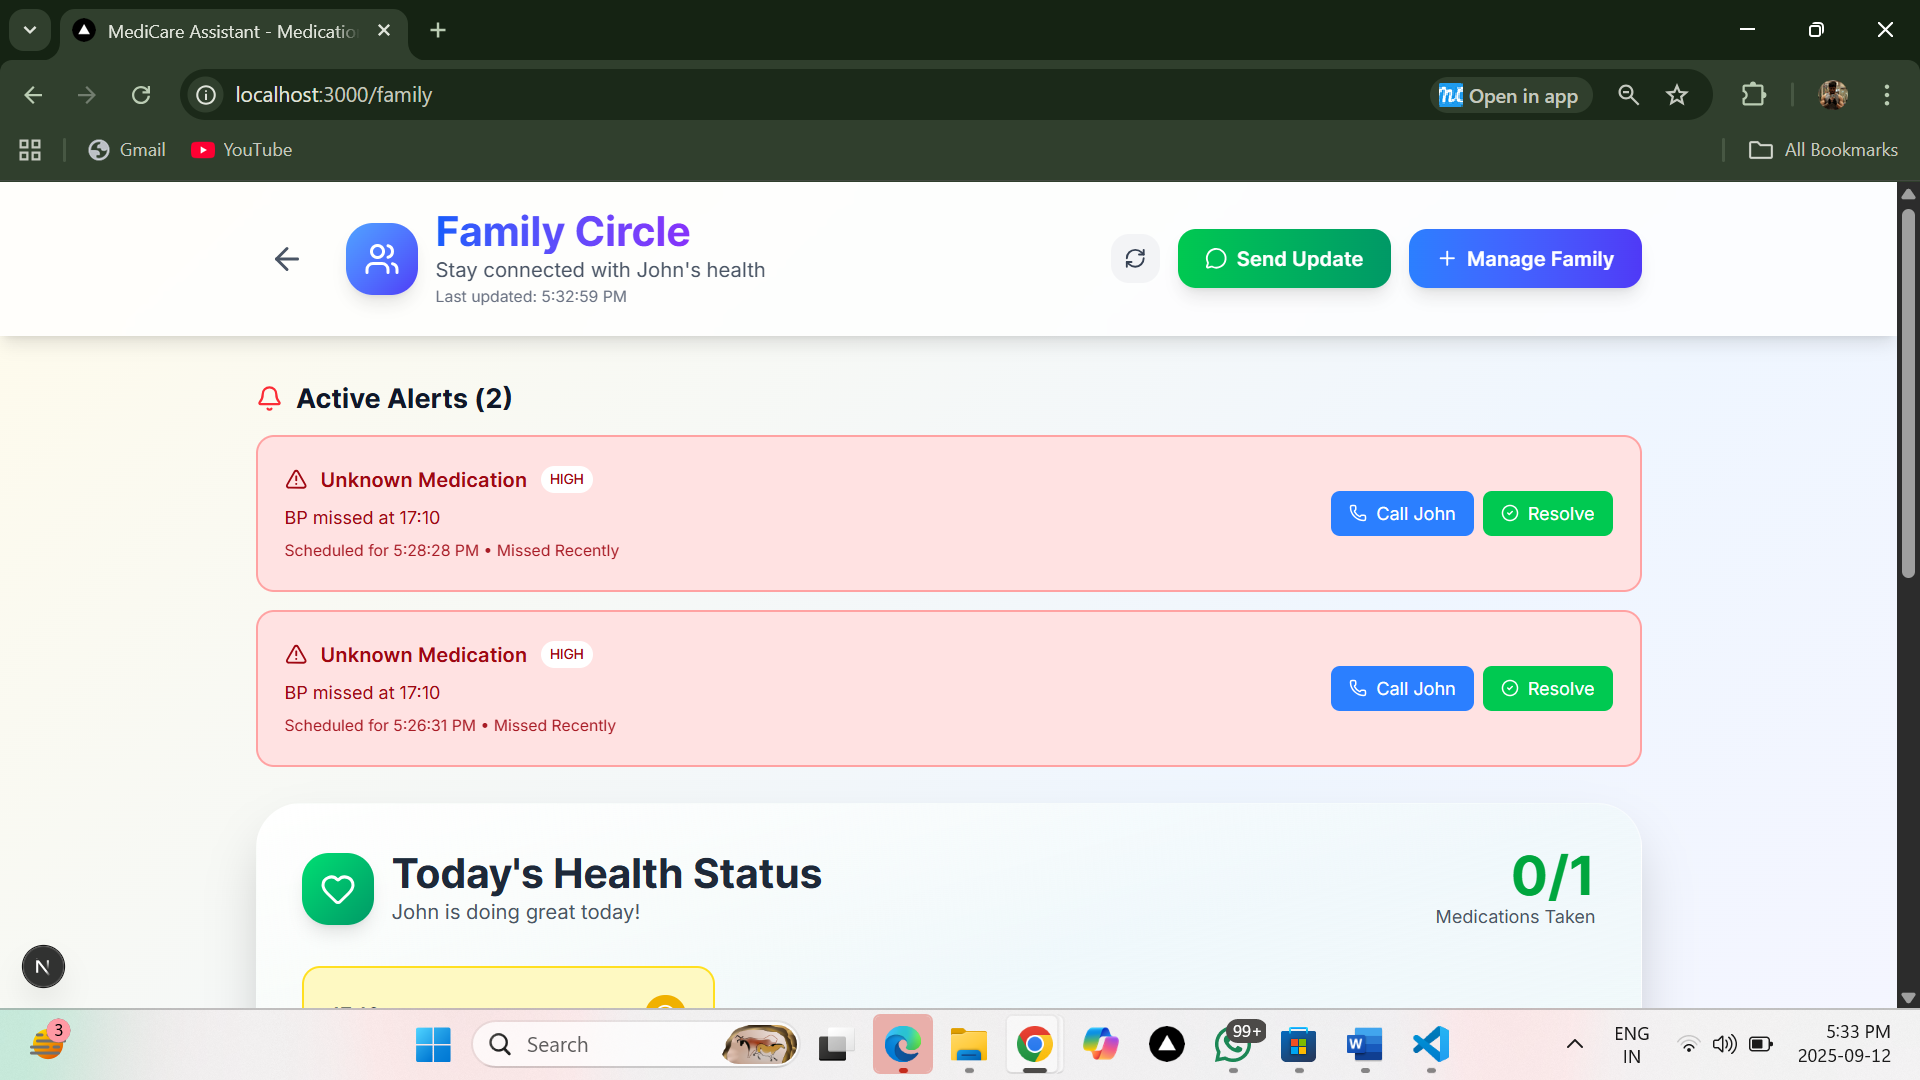 MediCare Assistant - Medicatio
localhost:3000/family
Open in app
Gmail
YouTube
All Bookmarks
Family Circle
Stay connected with John's health
Last updated: 5:32:59 PM
Send Update
Manage Family
Active Alerts (2)
Unknown Medication HIGH
BP missed at 17:10
Scheduled for 5:28:28 PM • Missed Recently
Call John
Resolve
Unknown Medication HIGH
BP missed at 17:10
Scheduled for 5:26:31 PM • Missed Recently
Call John
Resolve
Today's Health Status
John is doing great today!
0/1
Medications Taken
N
3
Search
99+
ENG
IN
5:33 PM
2025-09-12